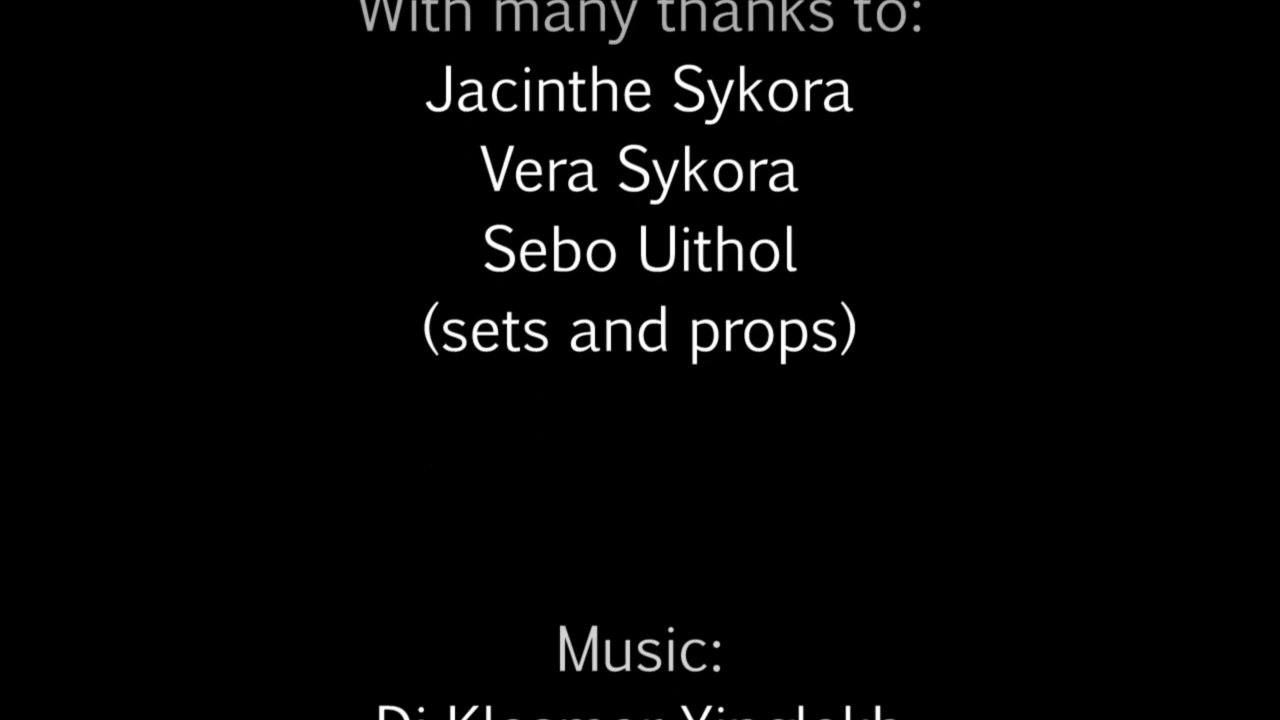 With many thanks to:
Jacinthe Sykora
Vera Sykora
Sebo Uithol
(sets and props)
Music: